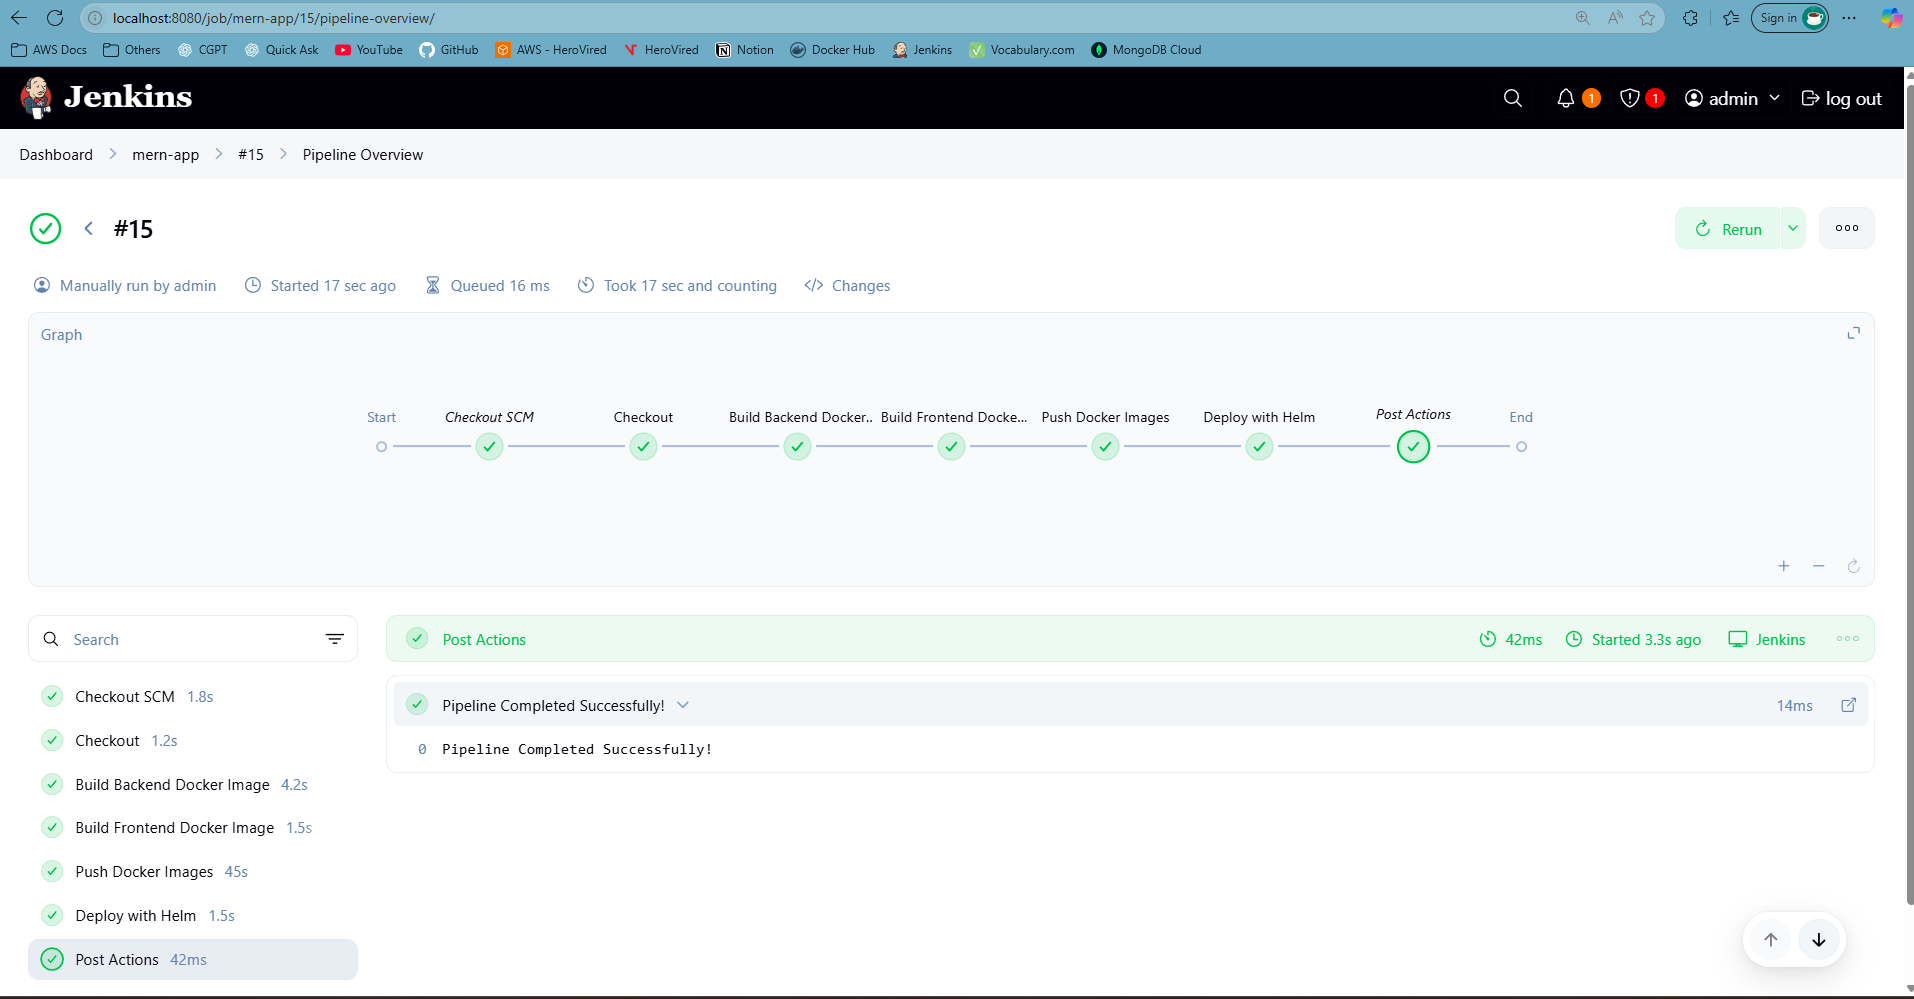 localhost:8080/job/mern-app/15/pipeline-overview/
Sign in
AWS Docs Others CGPT Quick Ask YouTube GitHub AWS - HeroVired HeroVired Notion Docker Hub Jenkins Vocabulary.com MongoDB Cloud
Jenkins
1 1 admin log out
Dashboard mern-app #15 Pipeline Overview
#15
Rerun
Manually run by admin Started 17 sec ago Queued 16 ms Took 17 sec and counting Changes
Graph
Start Checkout SCM Checkout Build Backend Docker.. Build Frontend Docke... Push Docker Images Deploy with Helm Post Actions End
Search
Post Actions 42ms Started 3.3s ago Jenkins
Checkout SCM 1.8s
Pipeline Completed Successfully! 14ms
Checkout 1.2s
0 Pipeline Completed Successfully!
Build Backend Docker Image 4.2s
Build Frontend Docker Image 1.5s
Push Docker Images 45s
Deploy with Helm 1.5s
Post Actions 42ms